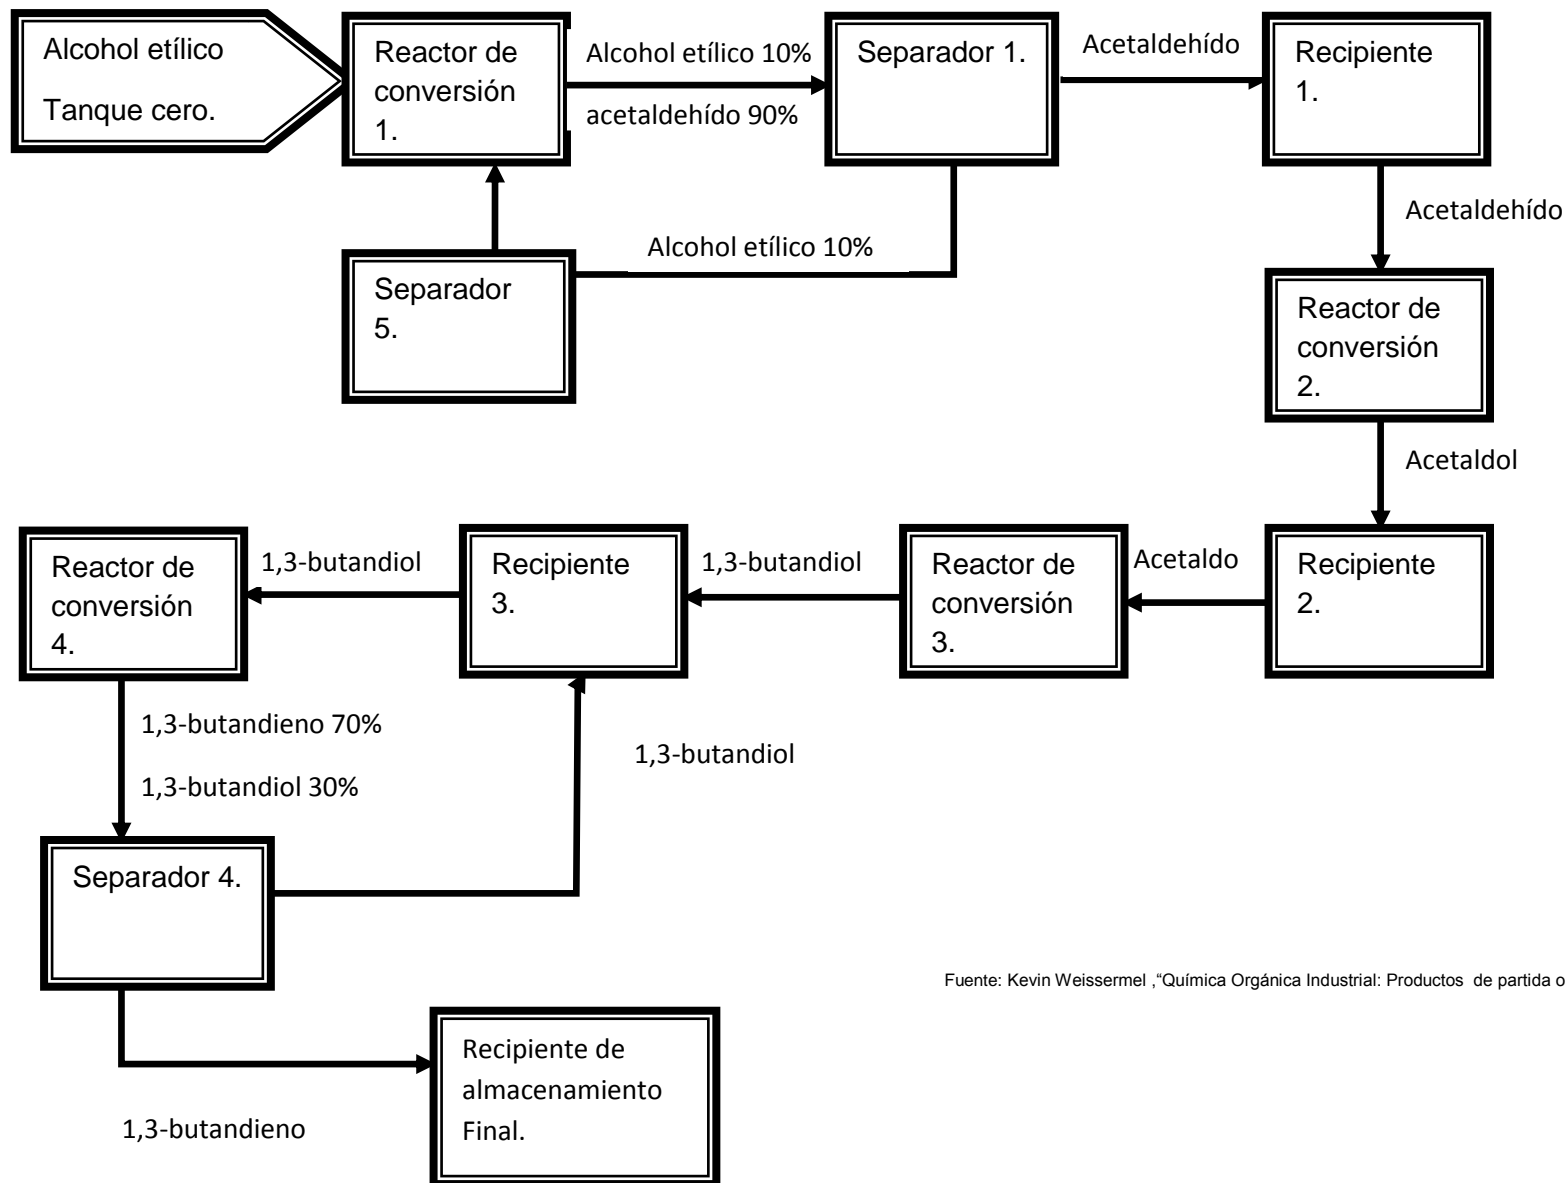 Alcohol etílico
Tanque cero.
Reactor de
conversión
1.
Alcohol etílico 10%
acetaldehído 90%
Separador 1.
Acetaldehído
Recipiente
1.
Acetaldehído
Alcohol etílico 10%
Separador
5.
Reactor de
conversión
2.
Acetaldol
Reactor de
conversión
4.
1,3-butandiol
Recipiente
3.
1,3-butandiol
Reactor de
conversión
3.
Acetaldo
Recipiente
2.
1,3-butandieno 70%
1,3-butandiol 30%
1,3-butandiol
Separador 4.
Fuente: Kevin Weissermel ,“Química Orgánica Industrial: Productos de partida o
Recipiente de
almacenamiento
Final.
1,3-butandieno